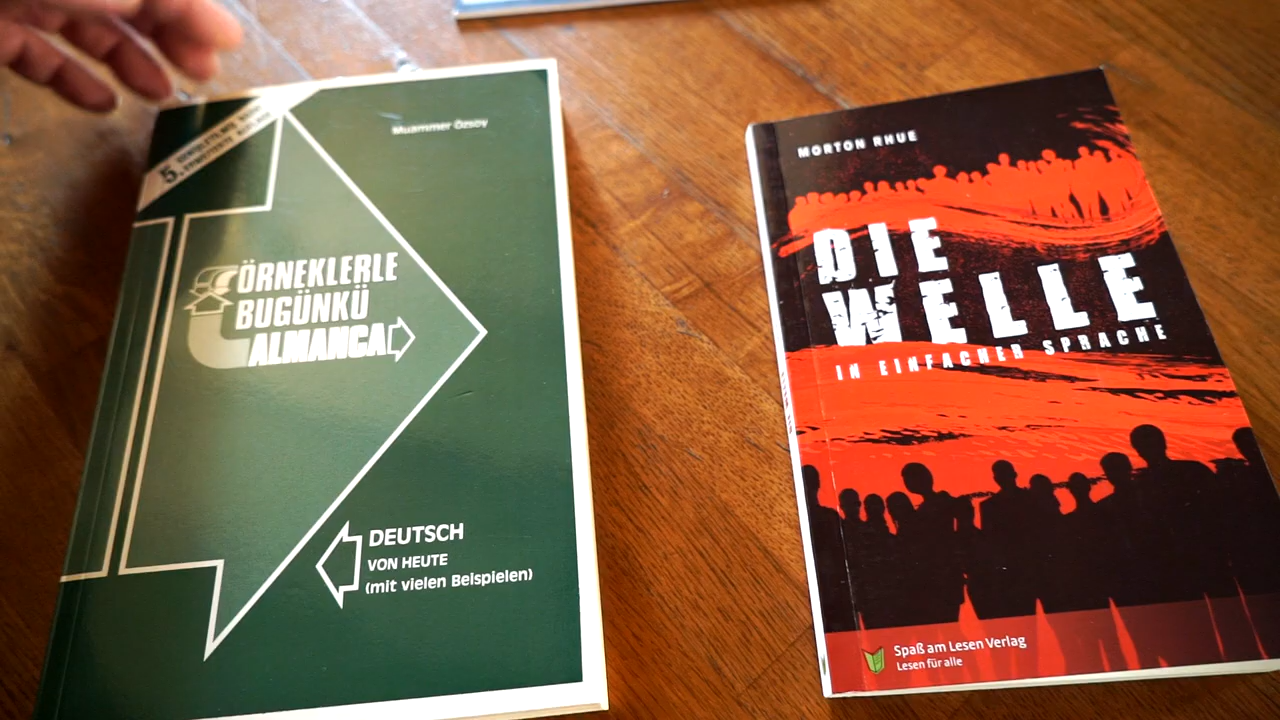 5.
Muammer Özsoy
ÖRNEKLERLE
BUGÜNKÜ
ALMANCA
DEUTSCH
VON HEUTE
(mit vielen Beispielen)
MORTON RHUE
DIE
WELLE
IN EINFACHER SPRACHE
Spaß am Lesen Verlag
Lesen für alle